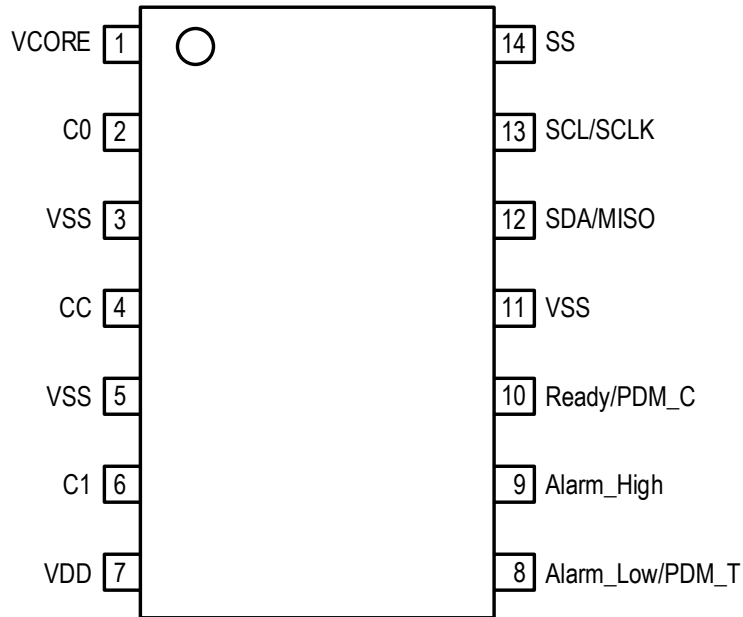 VCORE 1 14 SS
C0 2 13 SCL/SCLK
VSS 3 12 SDA/MISO
CC 4 11 VSS
VSS 5 10 Ready/PDM_C
C1 6 9 Alarm_High
VDD 7 8 Alarm_Low/PDM_T